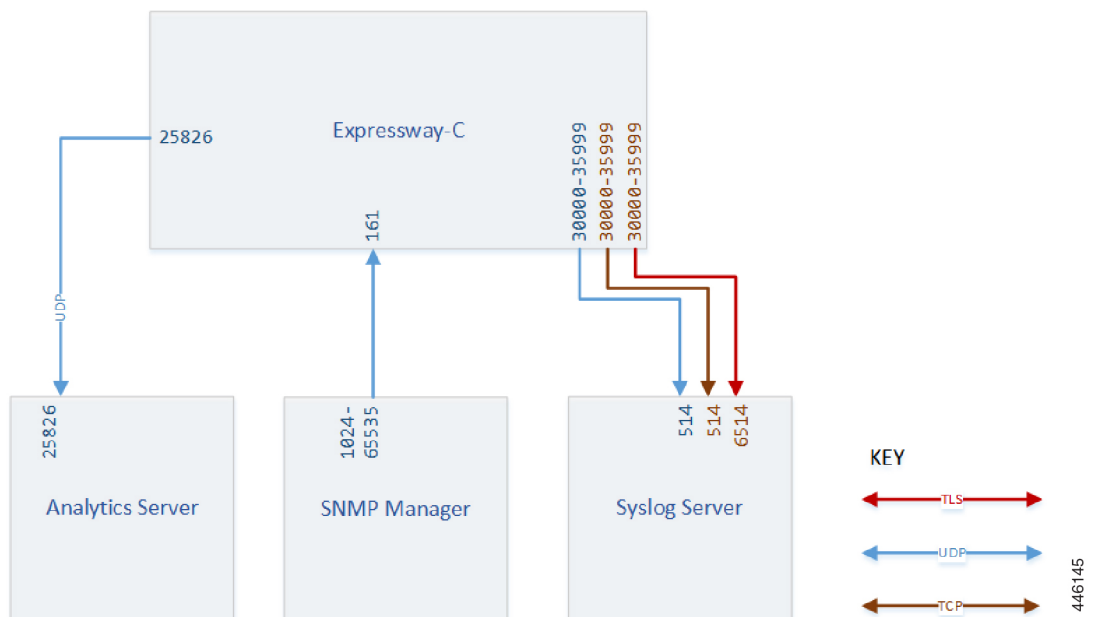 Expressway-C
25826
161
30000-35999
30000-35999
30000-35999
UDP
25826
Analytics Server
1024-
65535
SNMP Manager
514
514
6514
Syslog Server
KEY
TLS
UDP
TCP
446145